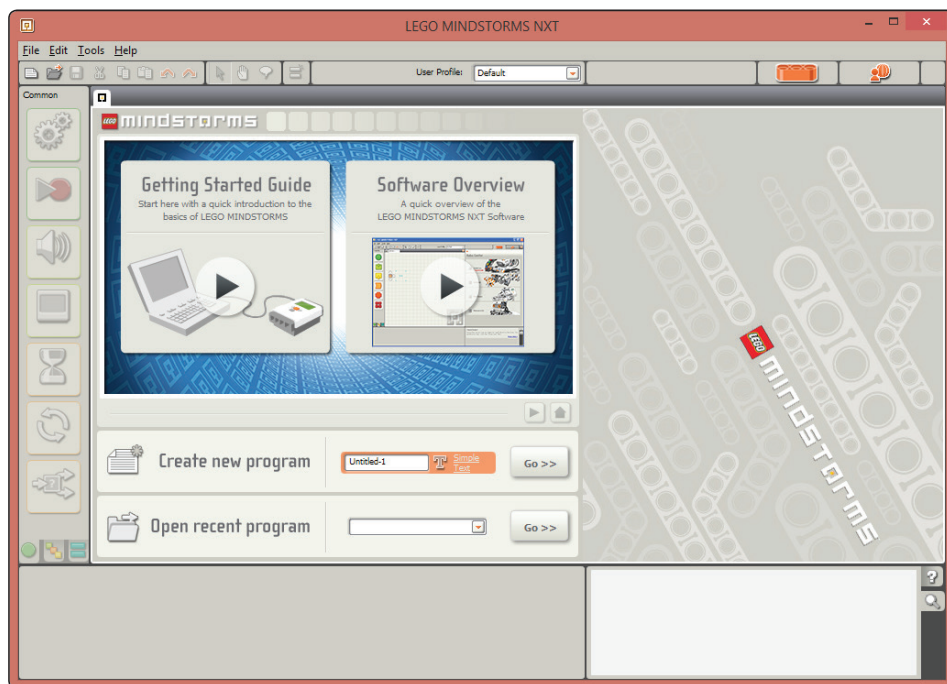 LEGO MINDSTORMS NXT
File Edit Tools Help
User Profile: Default
Common
LEGO mindstorms
Getting Started Guide
Start here with a quick introduction to the
basics of LEGO MINDSTORMS
Software Overview
A quick overview of the
LEGO MINDSTORMS NXT Software
Create new program
Untitled-1
T Simple
Text
Go >>
Open recent program
Go >>
LEGO mindstorms
?